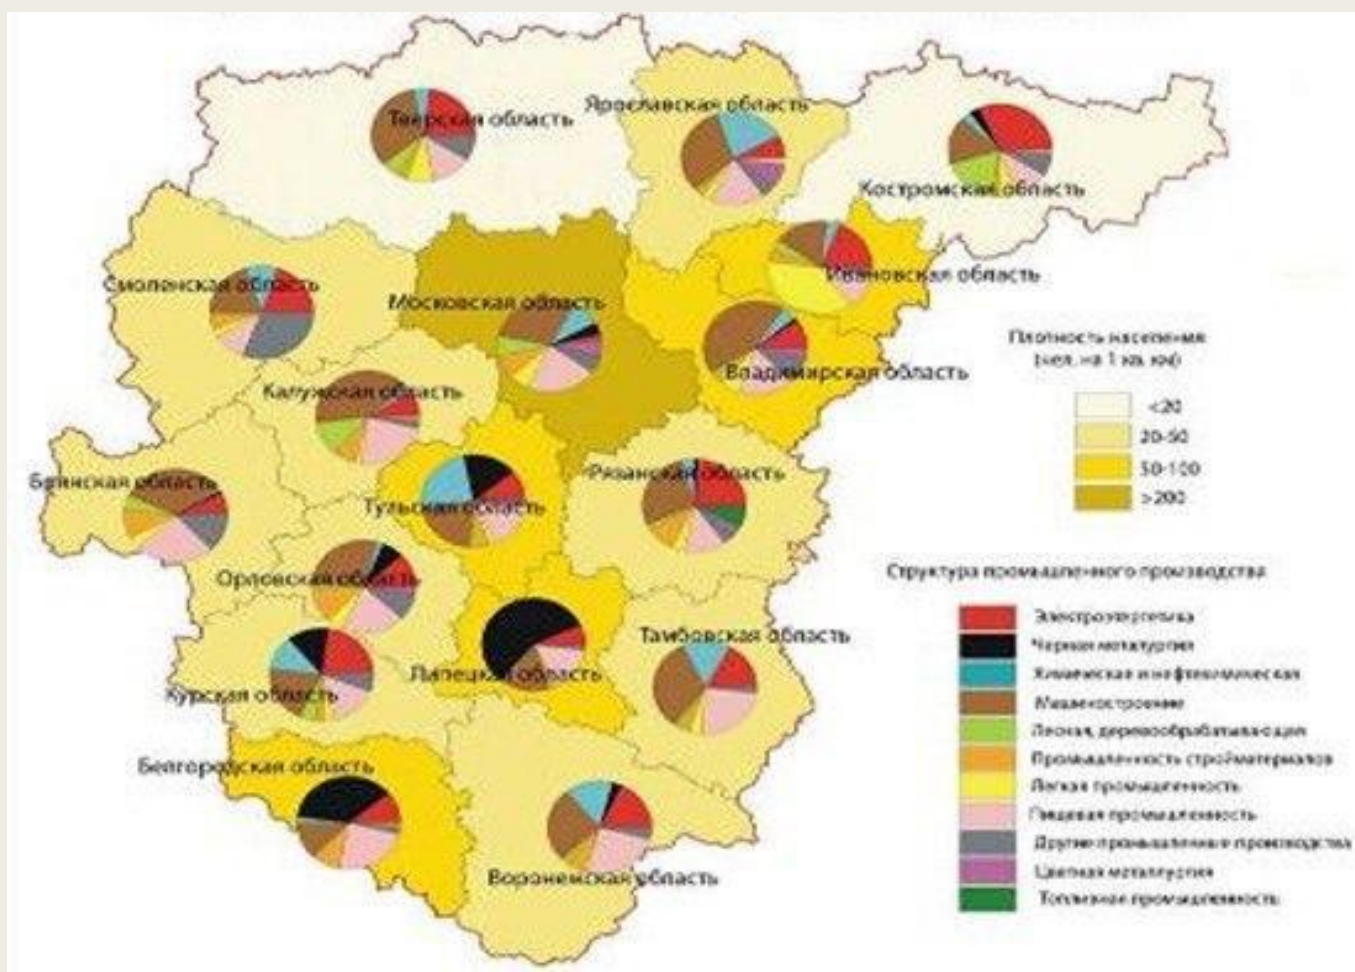 Тверская область
Ярославская область
Костромская область
Ивановская область
Смоленская область
Московская область
Владимирская область
Калужская область
Брянская область
Тульская область
Рязанская область
Орловская область
Липецкая область
Тамбовская область
Курская область
Белгородская область
Воронежская область
Плотность населения
(чел. на 1 кв. км)
<20
20-50
50-100
>200
Структура промышленного производства
Электроэнергетика
Черная металургия
Химическая и нефтехимическая
Машиностроение
Лесная, деревообрабатывающая
Промышленность стройматериалов
Легкая промышленность
Пищевая промышленность
Другие промышленные производства
Цветная металлургия
Топливная промышленность